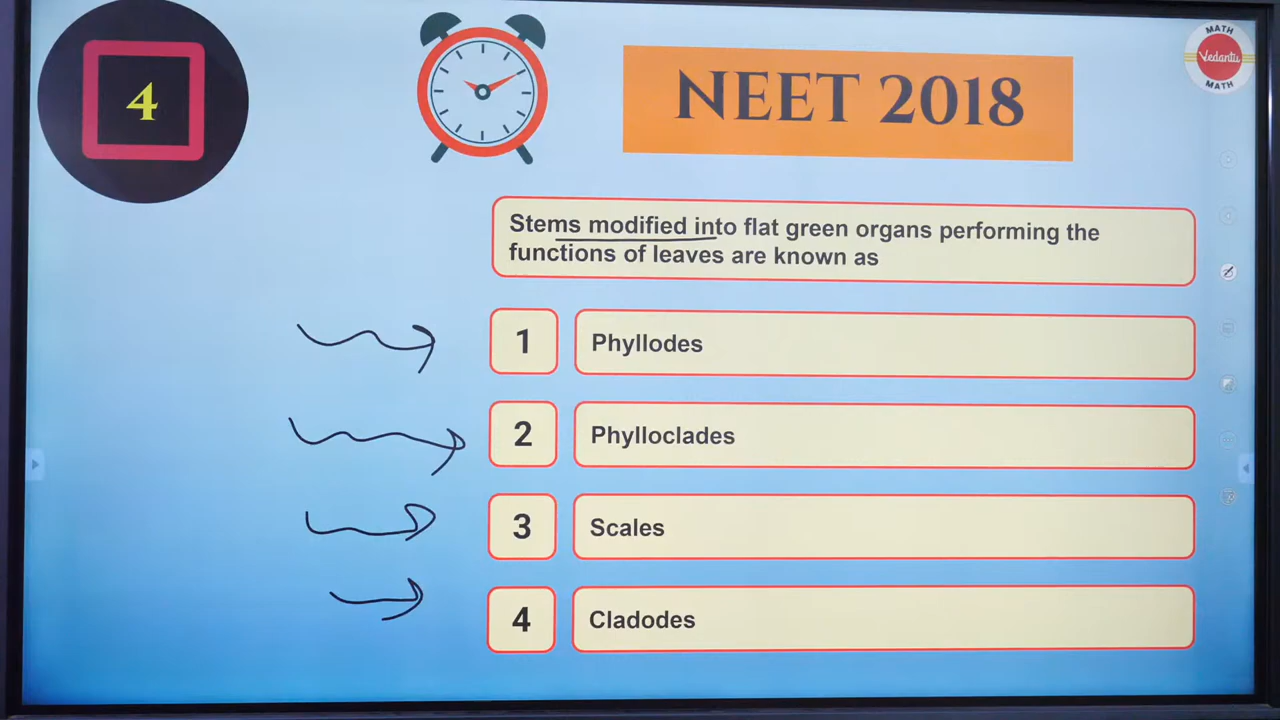 4
NEET 2018
MATH
Vedantu
MATH
Stems modified into flat green organs performing the
functions of leaves are known as
1 Phyllodes
2 Phylloclades
3 Scales
4 Cladodes